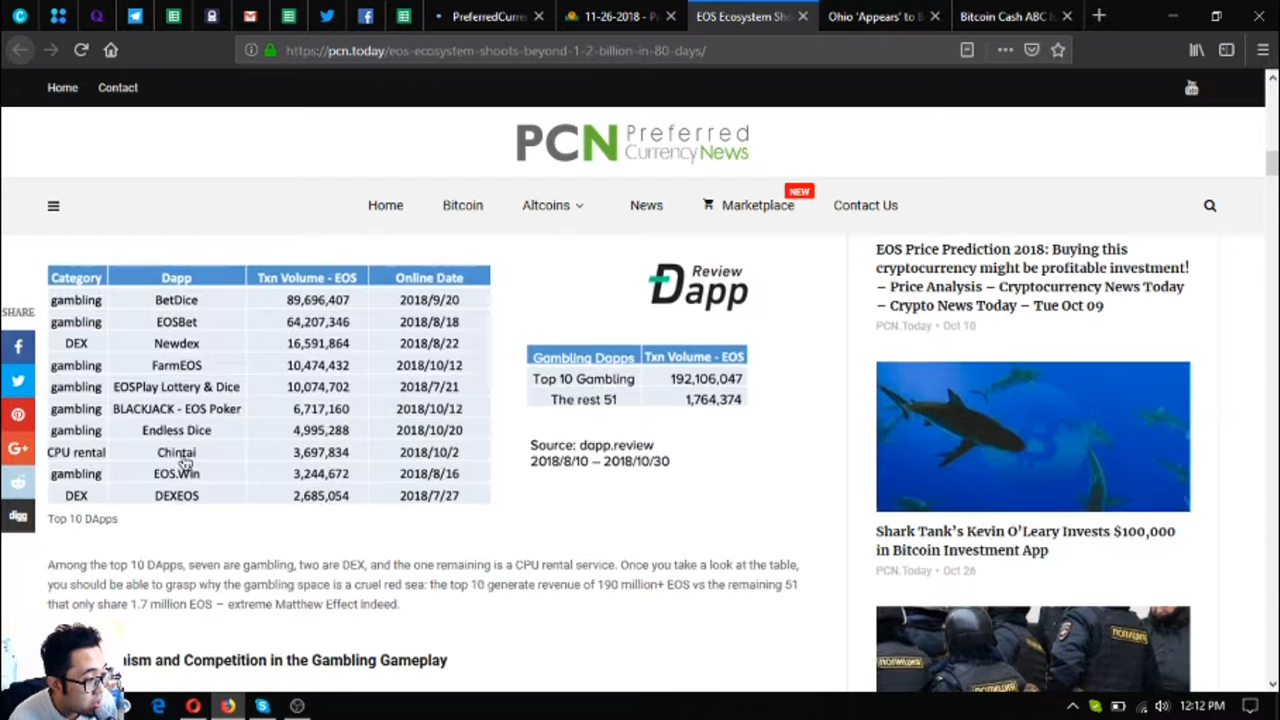 PreferredCurre
11-26-2018 - P
EOS Ecosystem Sho
Ohio 'Appears' to B
Bitcoin Cash ABC
https://pcn.today/eos-ecosystem-shoots-beyond-1-2-billion-in-80-days/
Home Contact
PCN Preferred
CurrencyNews
Home Bitcoin Altcoins News Marketplace NEW Contact Us
SHARE
digg
Category Dapp Txn Volume - EOS Online Date
gambling BetDice 89,696,407 2018/9/20
gambling EOSBet 64,207,346 2018/8/18
DEX Newdex 16,591,864 2018/8/22
gambling FarmEOS 10,474,432 2018/10/12
gambling EOSPlay Lottery & Dice 10,074,702 2018/7/21
gambling BLACKJACK - EOS Poker 6,717,160 2018/10/12
gambling Endless Dice 4,995,288 2018/10/20
CPU rental Chintai 3,697,834 2018/10/2
gambling EOS.Win 3,244,672 2018/8/16
DEX DEXEOS 2,685,054 2018/7/27
Top 10 DApps
Review
Dapp
Gambling Dapps Txn Volume - EOS
Top 10 Gambling 192,106,047
The rest 51 1,764,374
Source: dapp.review
2018/8/10 – 2018/10/30
Among the top 10 DApps, seven are gambling, two are DEX, and the one remaining is a CPU rental service. Once you take a look at the table,
you should be able to grasp why the gambling space is a cruel red sea: the top 10 generate revenue of 190 million+ EOS vs the remaining 51
that only share 1.7 million EOS – extreme Matthew Effect indeed.
nism and Competition in the Gambling Gameplay
EOS Price Prediction 2018: Buying this
cryptocurrency might be profitable investment!
– Price Analysis – Cryptocurrency News Today
– Crypto News Today – Tue Oct 09
PCN.Today • Oct 10
Shark Tank's Kevin O'Leary Invests $100,000
in Bitcoin Investment App
PCN.Today • Oct 26
ПОЛИЦИЯ
12:12 PM